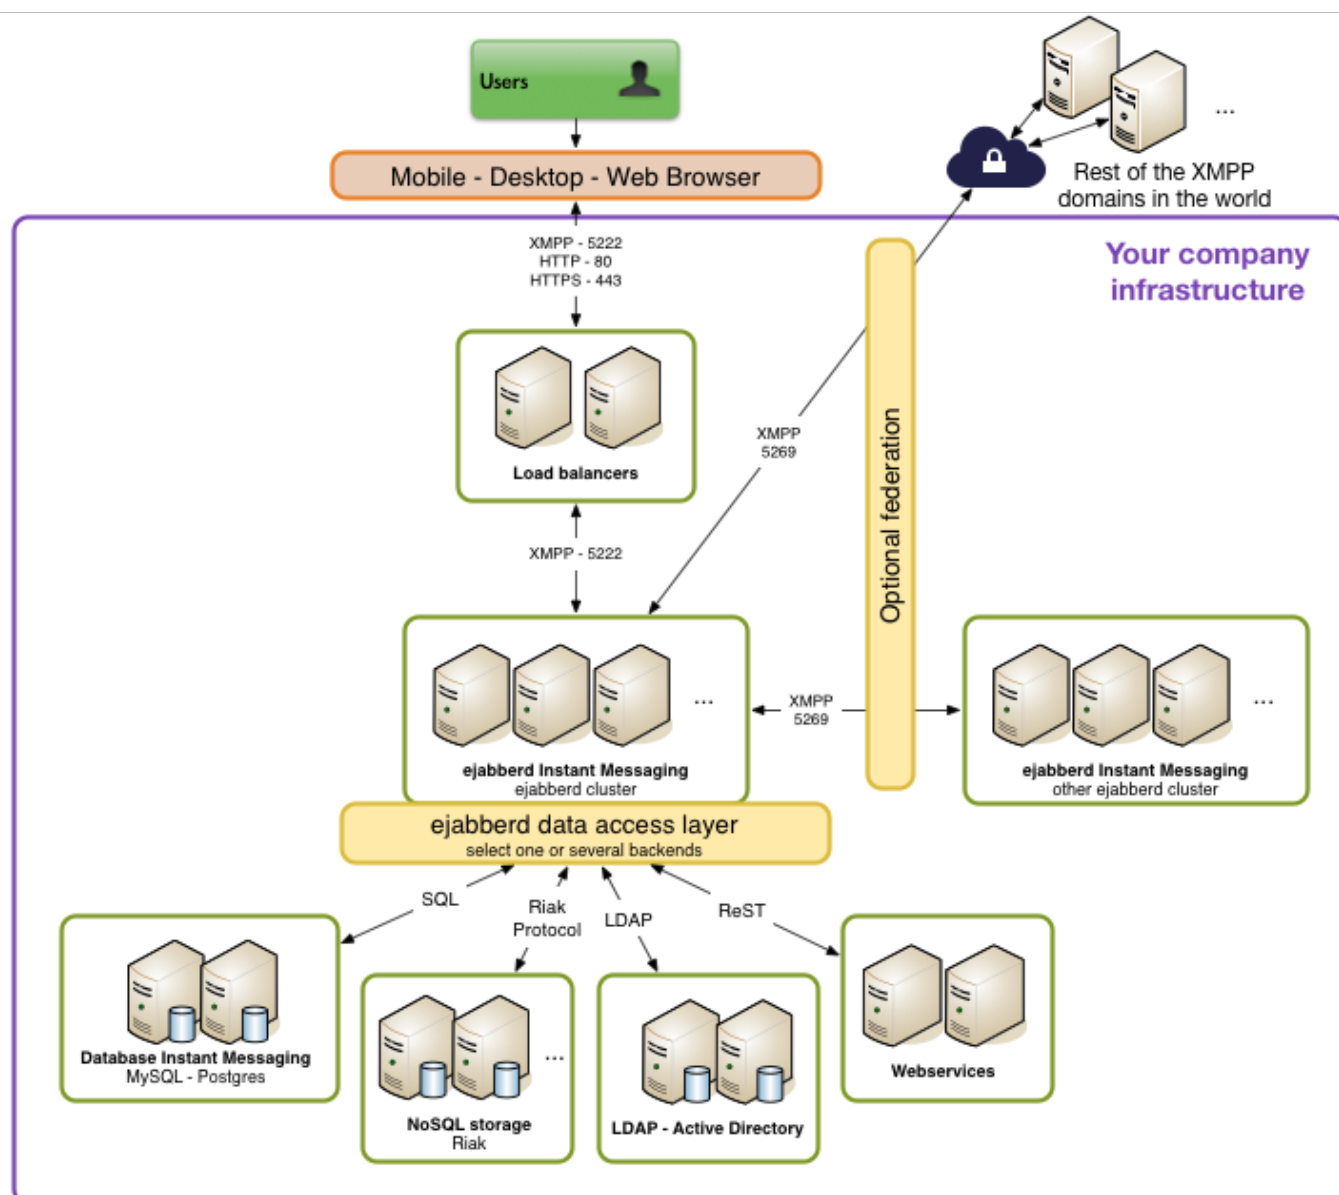 Users
...
Rest of the XMPP
domains in the world
Mobile - Desktop - Web Browser
Your company
infrastructure
XMPP - 5222
HTTP - 80
HTTPS - 443
Load balancers
XMPP
5269
Optional federation
XMPP - 5222
...
ejabberd Instant Messaging
ejabberd cluster
XMPP
5269
...
ejabberd Instant Messaging
other ejabberd cluster
ejabberd data access layer
select one or several backends
SQL
Riak
Protocol
LDAP
ReST
Database Instant Messaging
MySQL - Postgres
...
NoSQL storage
Riak
LDAP - Active Directory
Webservices